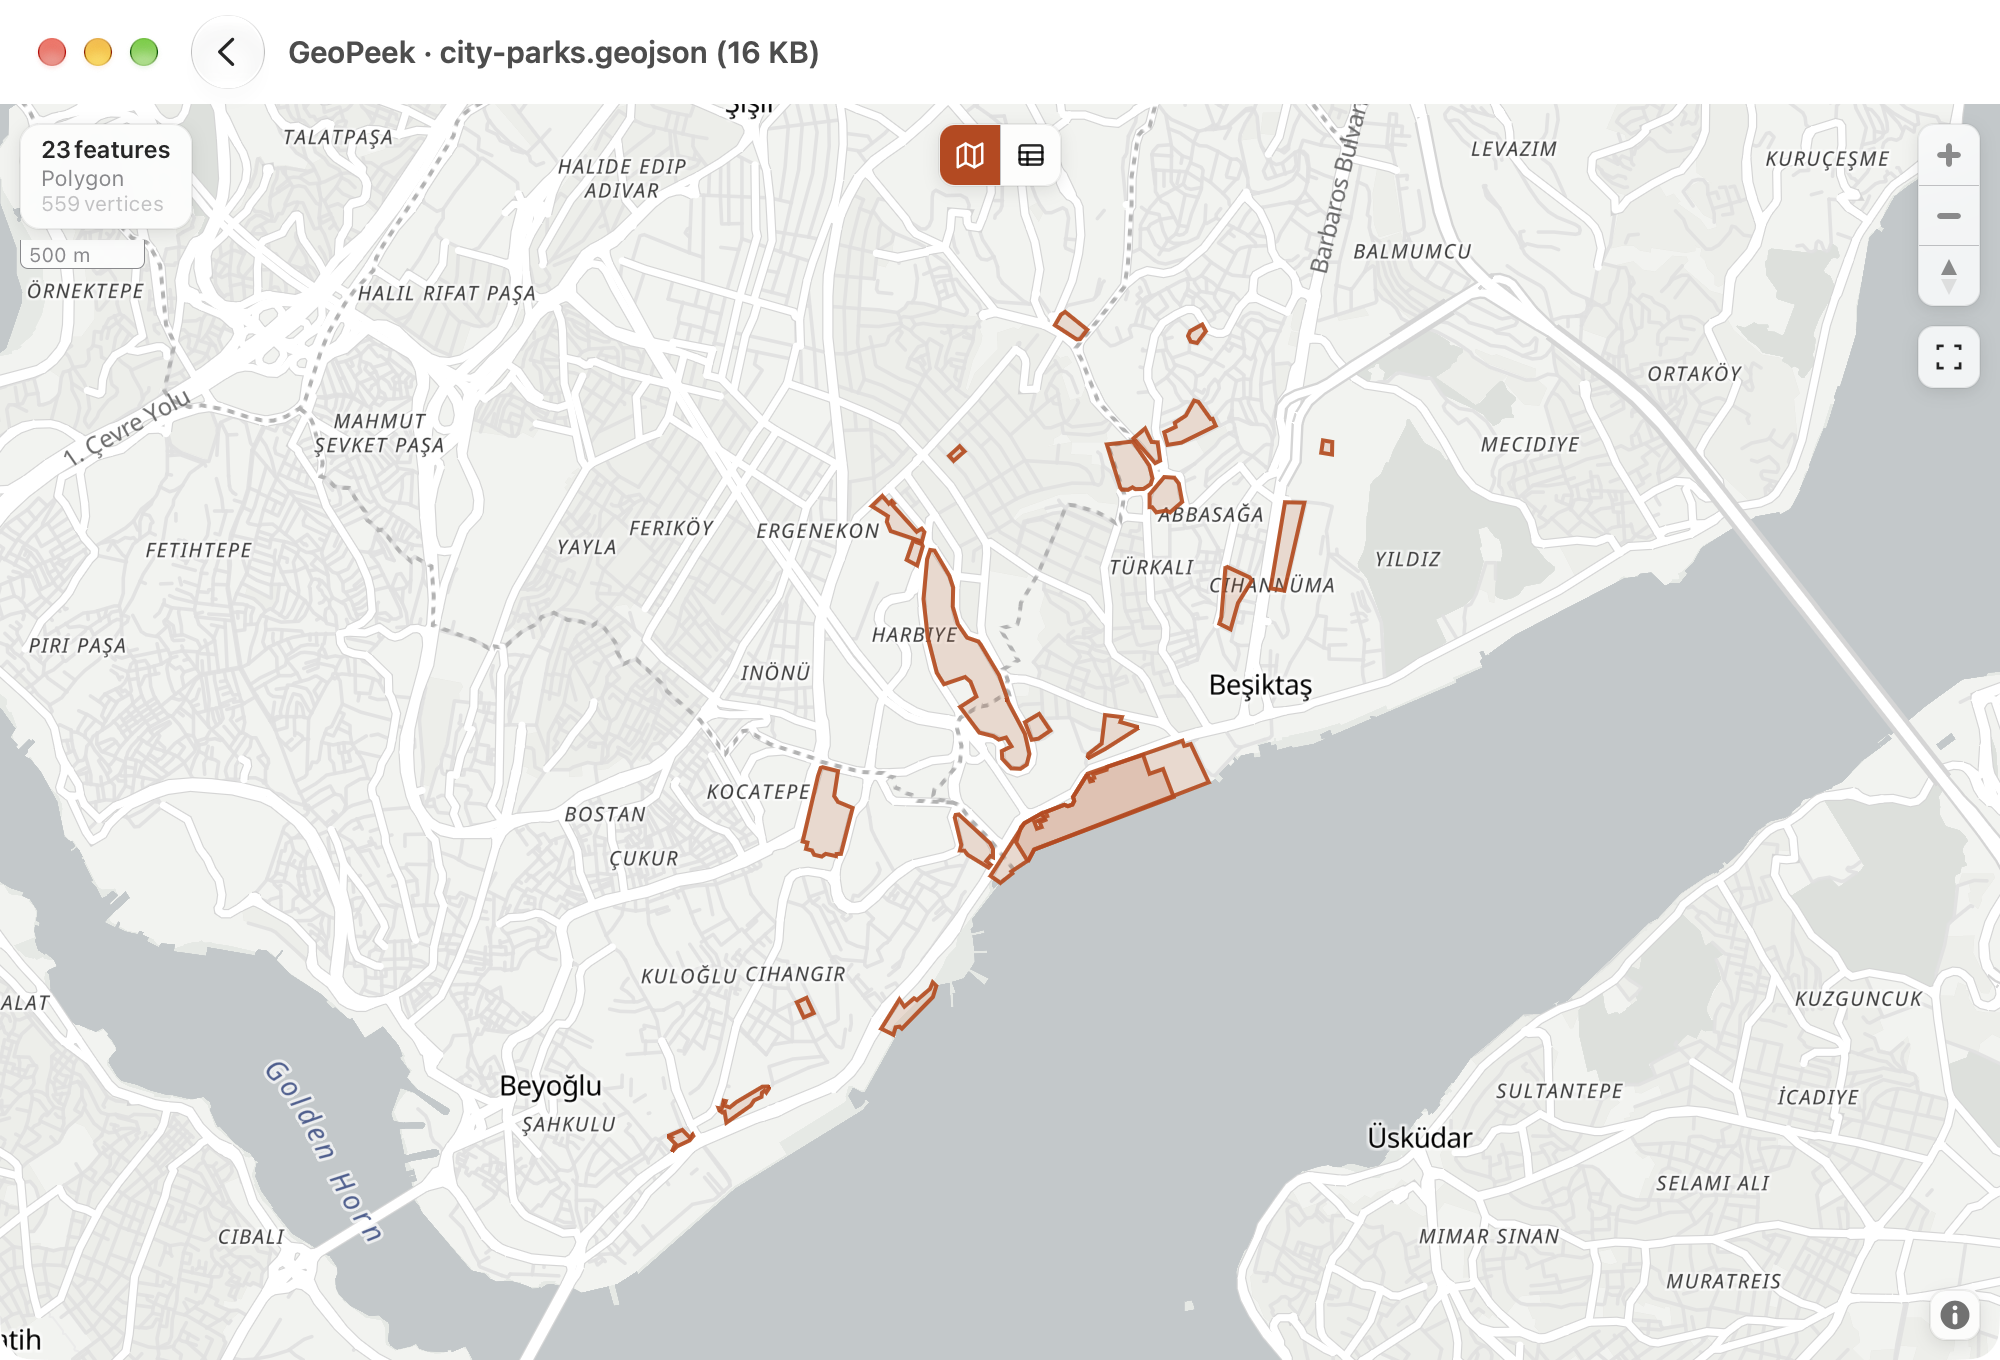 GeoPeek · city-parks.geojson (16 KB)
Şişli
23 features
Polygon
559 vertices
500 m
TALATPAŞA
HALIDE EDIP
ADIVAR
Barbaros Bulvarı
LEVAZIM
KURUÇEŞME
BALMUMCU
ÖRNEKTEPE
HALIL RIFAT PAŞA
ORTAKÖY
1. Çevre Yolu
MAHMUT
ŞEVKET PAŞA
MECIDIYE
FETIHTEPE
YAYLA
FERIKÖY
ERGENEKON
ABBASAĞA
TÜRKALI
CIHANNÜMA
YILDIZ
PIRI PAŞA
HARBIYE
INÖNÜ
Beşiktaş
KOCATEPE
BOSTAN
ÇUKUR
KULOĞLU
CIHANGIR
ALAT
KUZGUNCUK
Golden Horn
Beyoğlu
ŞAHKULU
SULTANTEPE
İCADIYE
Üsküdar
SELAMI ALI
CIBALI
MIMAR SINAN
MURATREIS
atih